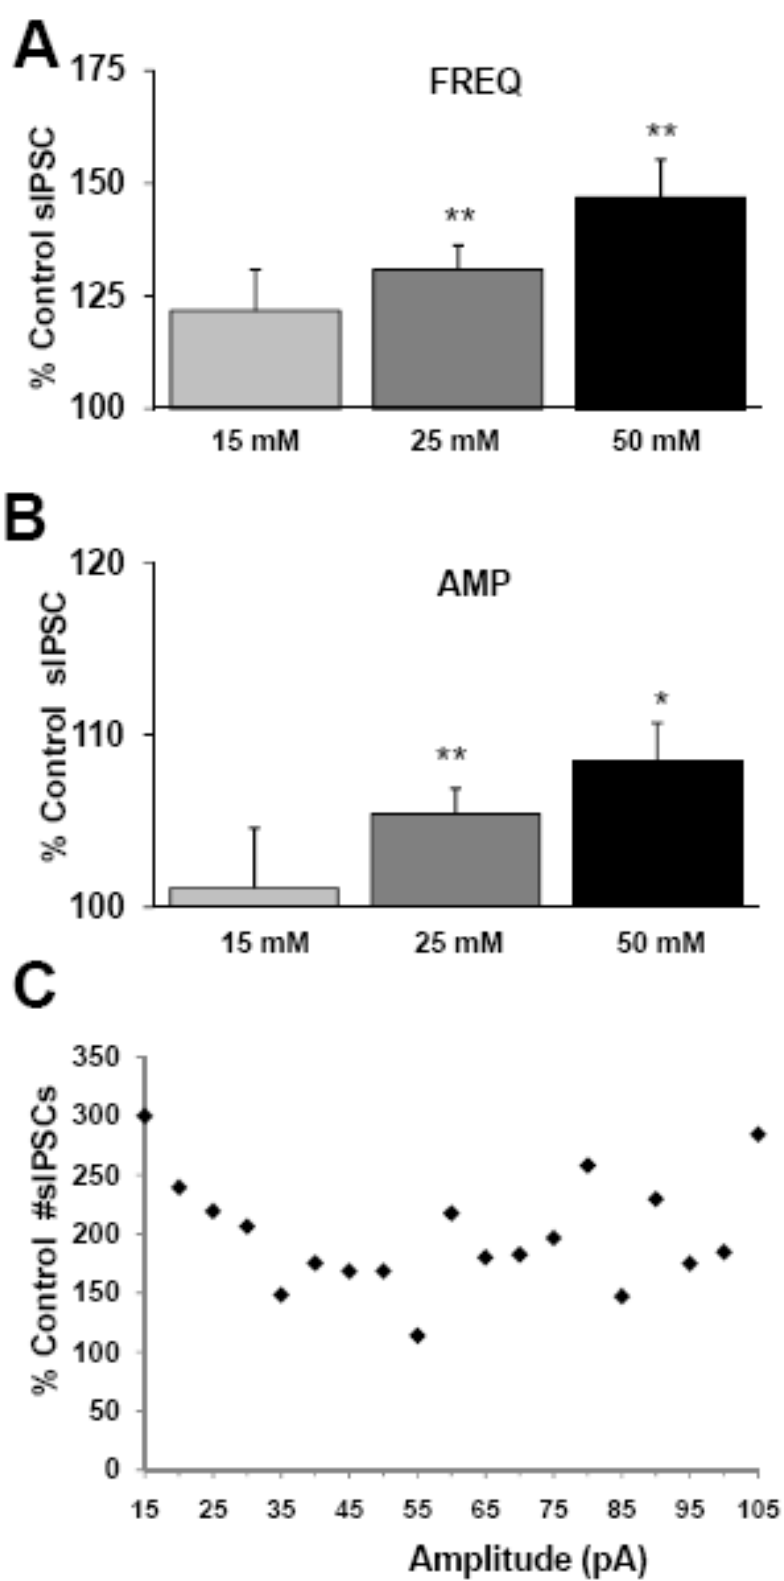 A
175
FREQ
**
150
**
125
100
% Control sIPSC
15 mM 25 mM 50 mM
B
120
AMP
*
110
**
100
% Control sIPSC
15 mM 25 mM 50 mM
C
350
300
250
200
150
100
50
0
% Control #sIPSCs
15 25 35 45 55 65 75 85 95 105
Amplitude (pA)